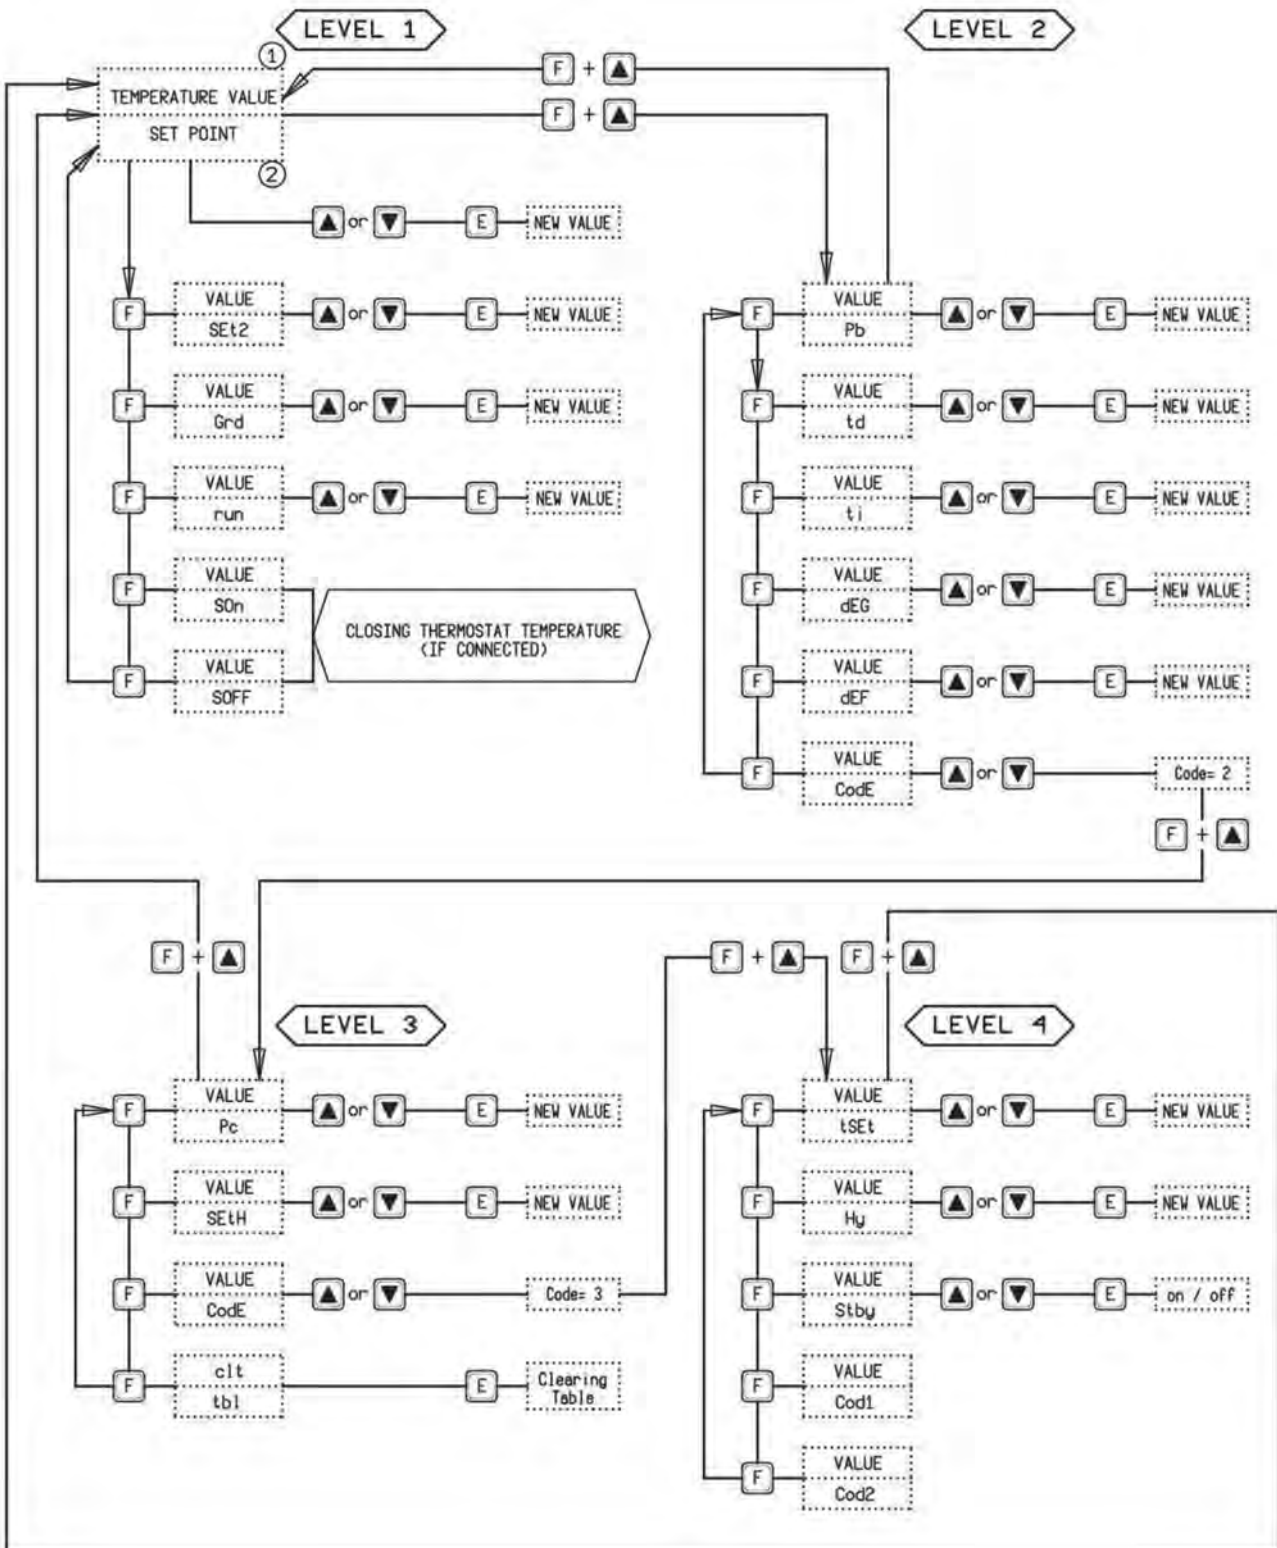 LEVEL 1
①
TEMPERATURE VALUE
SET POINT
②
F + ▲
F + ▲
▲ or ▼ E NEW VALUE
F VALUE
SEt2 ▲ or ▼ E NEW VALUE
F VALUE
Grd ▲ or ▼ E NEW VALUE
F VALUE
run ▲ or ▼ E NEW VALUE
F VALUE
SOn
F VALUE
SOFF
CLOSING THERMOSTAT TEMPERATURE
(IF CONNECTED)
LEVEL 2
F VALUE
Pb ▲ or ▼ E NEW VALUE
F VALUE
td ▲ or ▼ E NEW VALUE
F VALUE
ti ▲ or ▼ E NEW VALUE
F VALUE
dEG ▲ or ▼ E NEW VALUE
F VALUE
dEF ▲ or ▼ E NEW VALUE
F VALUE
CodE ▲ or ▼ Code= 2
F + ▲
F + ▲
LEVEL 3
F VALUE
Pc ▲ or ▼ E NEW VALUE
F VALUE
SEtH ▲ or ▼ E NEW VALUE
F VALUE
CodE ▲ or ▼ Code= 3
F clt
tbl E Clearing
Table
F + ▲ F + ▲
LEVEL 4
F VALUE
tSEt ▲ or ▼ E NEW VALUE
F VALUE
Hy ▲ or ▼ E NEW VALUE
F VALUE
Stby ▲ or ▼ E on / off
F VALUE
Cod1
F VALUE
Cod2